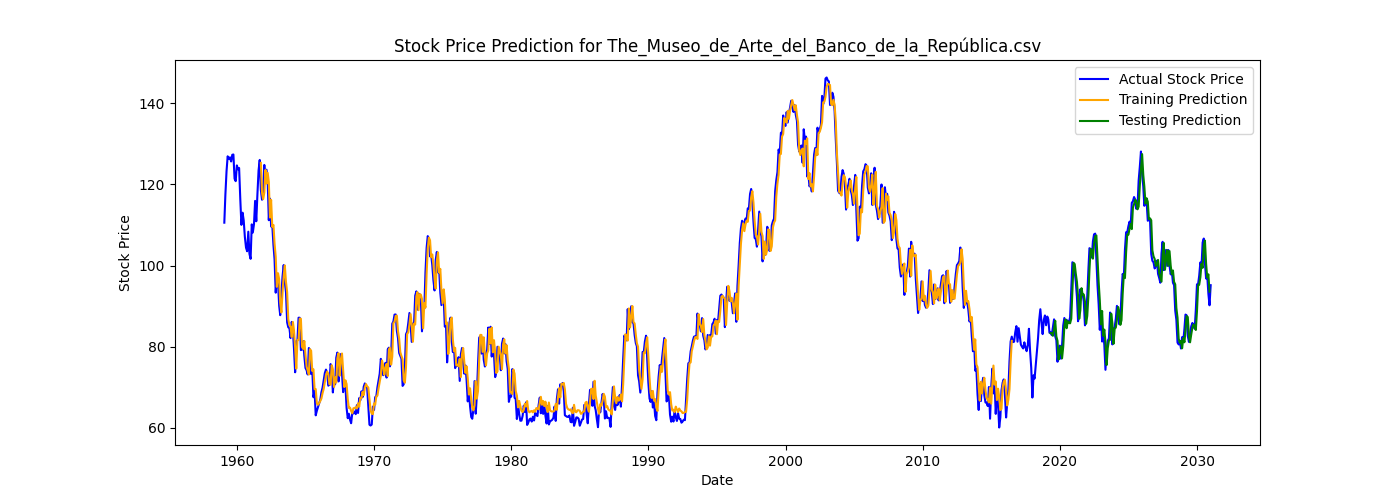 Stock Price Prediction for The_Museo_de_Arte_del_Banco_de_la_República.csv
Actual Stock Price
Training Prediction
Testing Prediction
Stock Price
140
120
100
80
60
1960 1970 1980 1990 2000 2010 2020 2030
Date